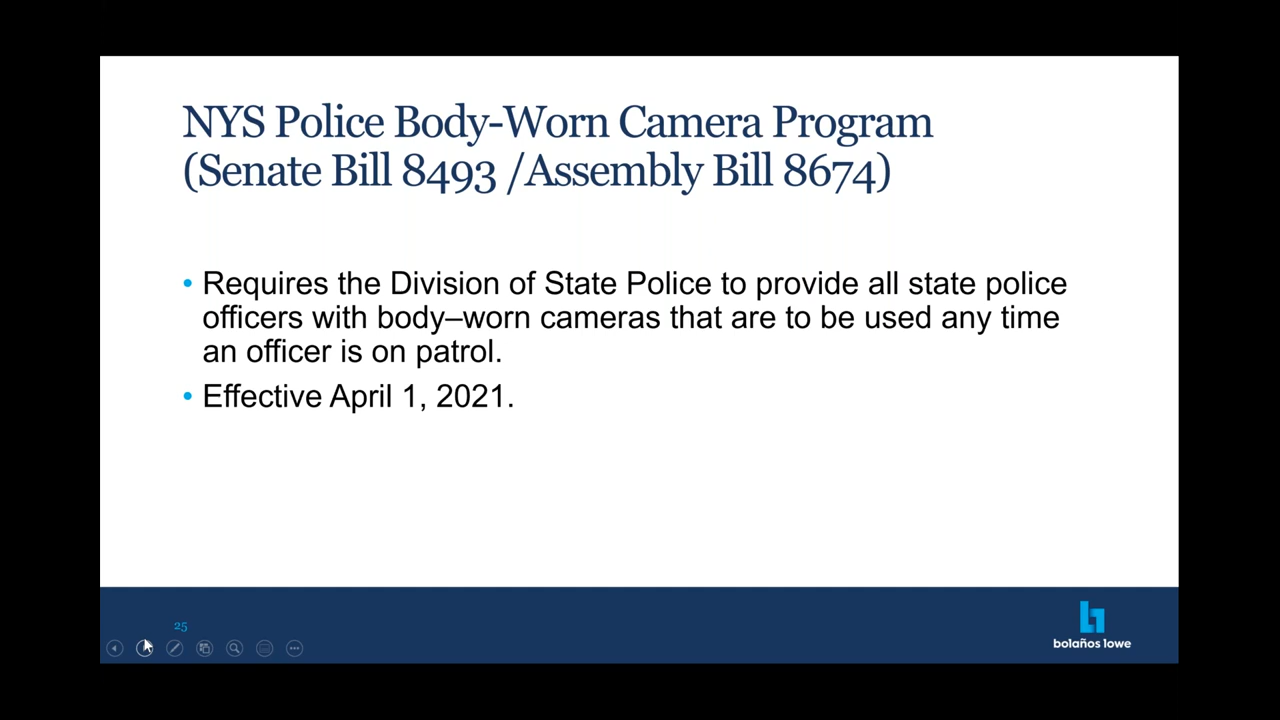 NYS Police Body-Worn Camera Program
(Senate Bill 8493 /Assembly Bill 8674)
• Requires the Division of State Police to provide all state police
officers with body–worn cameras that are to be used any time
an officer is on patrol.
• Effective April 1, 2021.
25
bolaños lowe